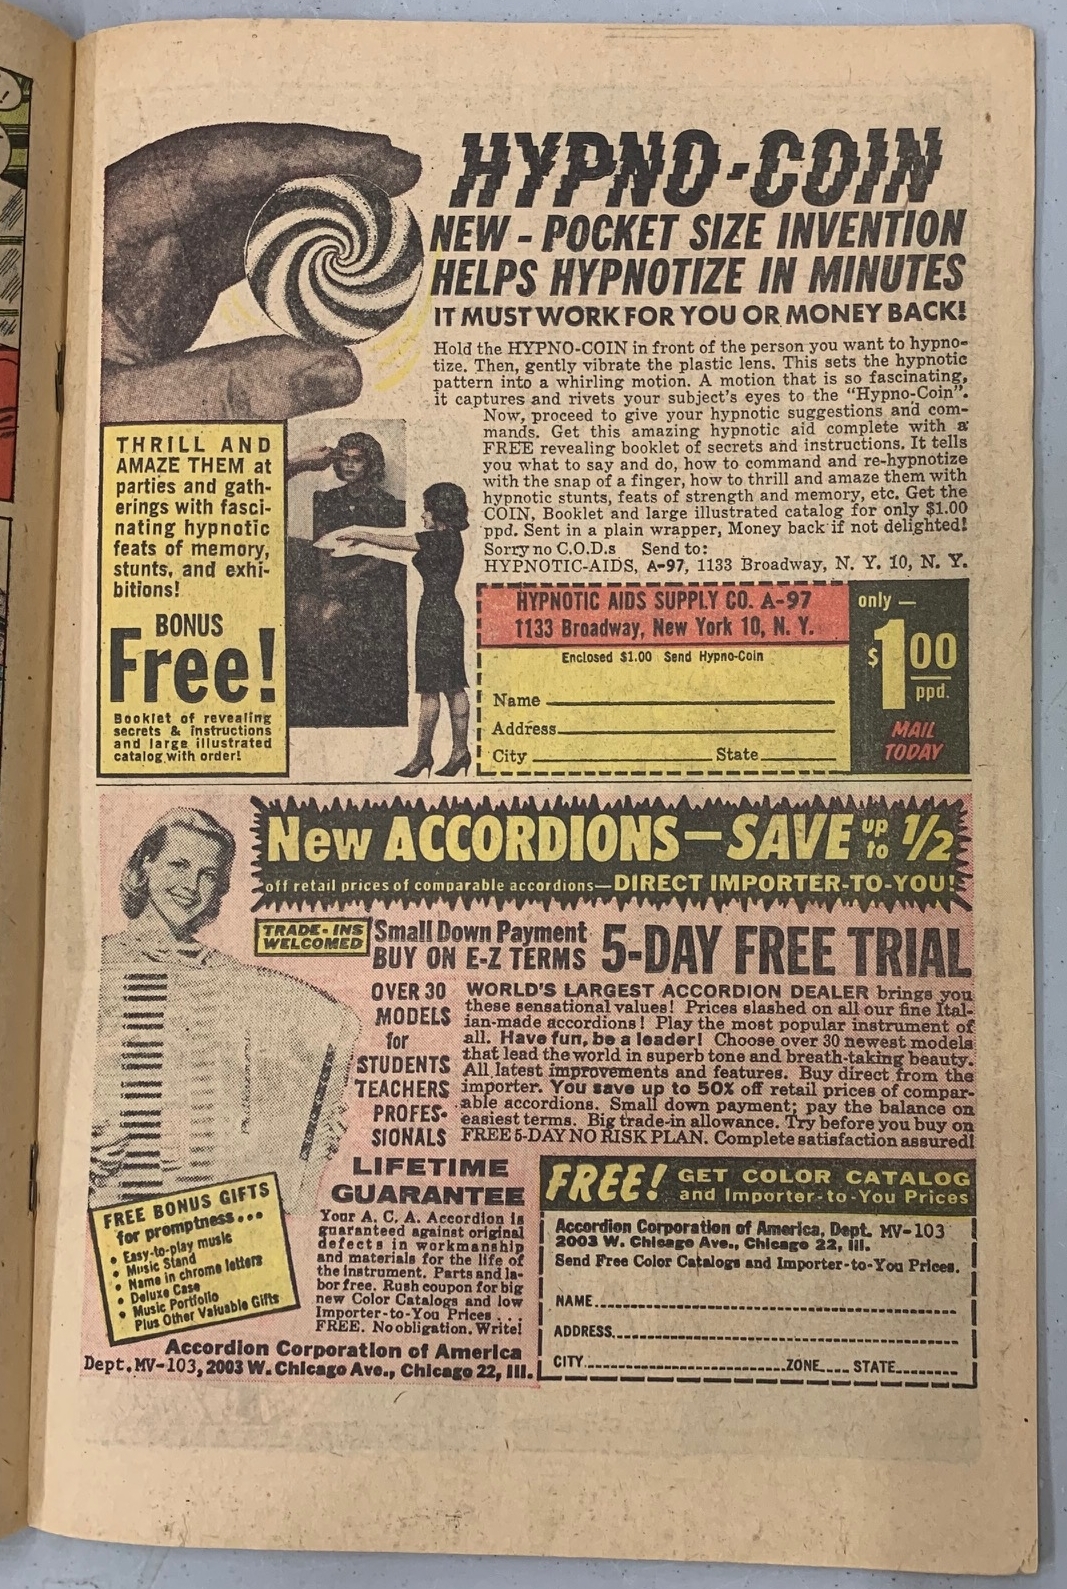 HYPNO-COIN
NEW - POCKET SIZE INVENTION
HELPS HYPNOTIZE IN MINUTES
IT MUST WORK FOR YOU OR MONEY BACK!
Hold the HYPNO-COIN in front of the person you want to hypno-
tize. Then, gently vibrate the plastic lens. This sets the hypnotic
pattern into a whirling motion. A motion that is so fascinating,
it captures and rivets your subject's eyes to the "Hypno-Coin".
Now, proceed to give your hypnotic suggestions and com-
mands. Get this amazing hypnotic aid complete with a
FREE revealing booklet of secrets and instructions. It tells
you what to say and do, how to command and re-hypnotize
with the snap of a finger, how to thrill and amaze them with
hypnotic stunts, feats of strength and memory, etc. Get the
COIN, Booklet and large illustrated catalog for only $1.00
ppd. Sent in a plain wrapper, Money back if not delighted!
Sorry no C.O.D.s Send to:
HYPNOTIC-AIDS, A-97, 1133 Broadway, N. Y. 10, N. Y.
THRILL AND
AMAZE THEM at
parties and gath-
erings with fasci-
nating hypnotic
feats of memory,
stunts, and exhi-
bitions!
BONUS
Free!
Booklet of revealing
secrets & instructions
and large illustrated
catalog with order!
HYPNOTIC AIDS SUPPLY CO. A-97
1133 Broadway, New York 10, N. Y.
Enclosed $1.00 Send Hypno-Coin
Name
Address
City State
only —
$1.00
ppd.
MAIL
TODAY
New ACCORDIONS—SAVE up to 1/2
off retail prices of comparable accordions—DIRECT IMPORTER-TO-YOU!
TRADE-INS
WELCOMED
Small Down Payment
BUY ON E-Z TERMS
5-DAY FREE TRIAL
OVER 30
MODELS
for
STUDENTS
TEACHERS
PROFES-
SIONALS
WORLD'S LARGEST ACCORDION DEALER brings you
these sensational values! Prices slashed on all our fine Ital-
ian-made accordions! Play the most popular instrument of
all. Have fun, be a leader! Choose over 30 newest models
that lead the world in superb tone and breath-taking beauty.
All latest improvements and features. Buy direct from the
importer. You save up to 50% off retail prices of compar-
able accordions. Small down payment; pay the balance on
easiest terms. Big trade-in allowance. Try before you buy on
FREE 5-DAY NO RISK PLAN. Complete satisfaction assured!
LIFETIME
GUARANTEE
Your A. C. A. Accordion is
guaranteed against original
defects in workmanship
and materials for the life of
the instrument. Parts and la-
bor free. Rush coupon for big
new Color Catalogs and low
Importer-to-You Prices . . .
FREE. No obligation. Write!
FREE BONUS GIFTS
for promptness...
• Easy-to-play music
• Music Stand
• Name in chrome letters
• Deluxe Case
• Music Portfolio
Plus Other Valuable Gifts
Accordion Corporation of America
Dept. MV-103, 2003 W. Chicago Ave., Chicago 22, Ill.
FREE! GET COLOR CATALOG
and Importer-to-You Prices
Accordion Corporation of America, Dept. MV-103
2003 W. Chicago Ave., Chicago 22, Ill.
Send Free Color Catalogs and Importer-to-You Prices.
NAME
ADDRESS
CITY ZONE STATE